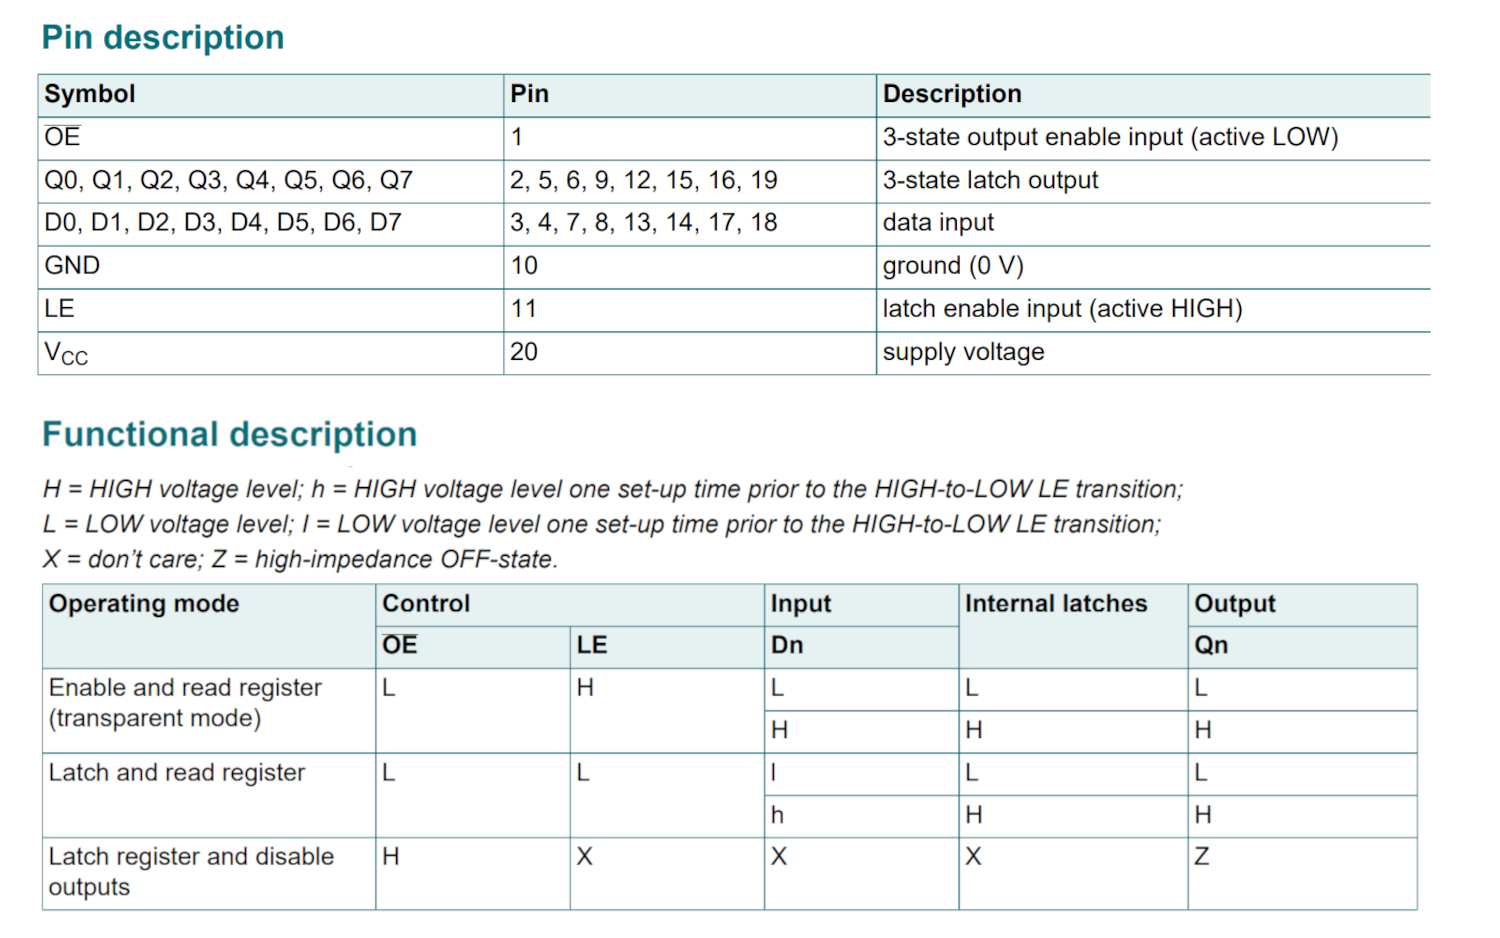 Pin description
Symbol Pin Description
O̅E̅ 1 3-state output enable input (active LOW)
Q0, Q1, Q2, Q3, Q4, Q5, Q6, Q7 2, 5, 6, 9, 12, 15, 16, 19 3-state latch output
D0, D1, D2, D3, D4, D5, D6, D7 3, 4, 7, 8, 13, 14, 17, 18 data input
GND 10 ground (0 V)
LE 11 latch enable input (active HIGH)
VCC 20 supply voltage
Functional description
H = HIGH voltage level; h = HIGH voltage level one set-up time prior to the HIGH-to-LOW LE transition;
L = LOW voltage level; l = LOW voltage level one set-up time prior to the HIGH-to-LOW LE transition;
X = don’t care; Z = high-impedance OFF-state.
Operating mode Control Input Internal latches Output
O̅E̅ LE Dn Qn
Enable and read register L H L L L
(transparent mode)
H H H
Latch and read register L L l L L
h H H
Latch register and disable H X X X Z
outputs